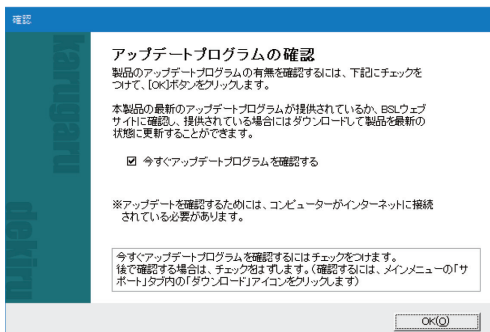 確認
karugaru
dekiru
アップデートプログラムの確認
製品のアップデートプログラムの有無を確認するには、下記にチェックを
つけて、[OK]ボタンをクリックします。
本製品の最新のアップデートプログラムが提供されているか、BSLウェブ
サイトに確認し、提供されている場合にはダウンロードして製品を最新の
状態に更新することができます。
今すぐアップデートプログラムを確認する
※アップデートを確認するためには、コンピューターがインターネットに接続
されている必要があります。
今すぐアップデートプログラムを確認するにはチェックをつけます。
後で確認する場合は、チェックをはずします。(確認するには、メインメニューの「サ
ポート」タブ内の「ダウンロード」アイコンをクリックします)
OK(O)